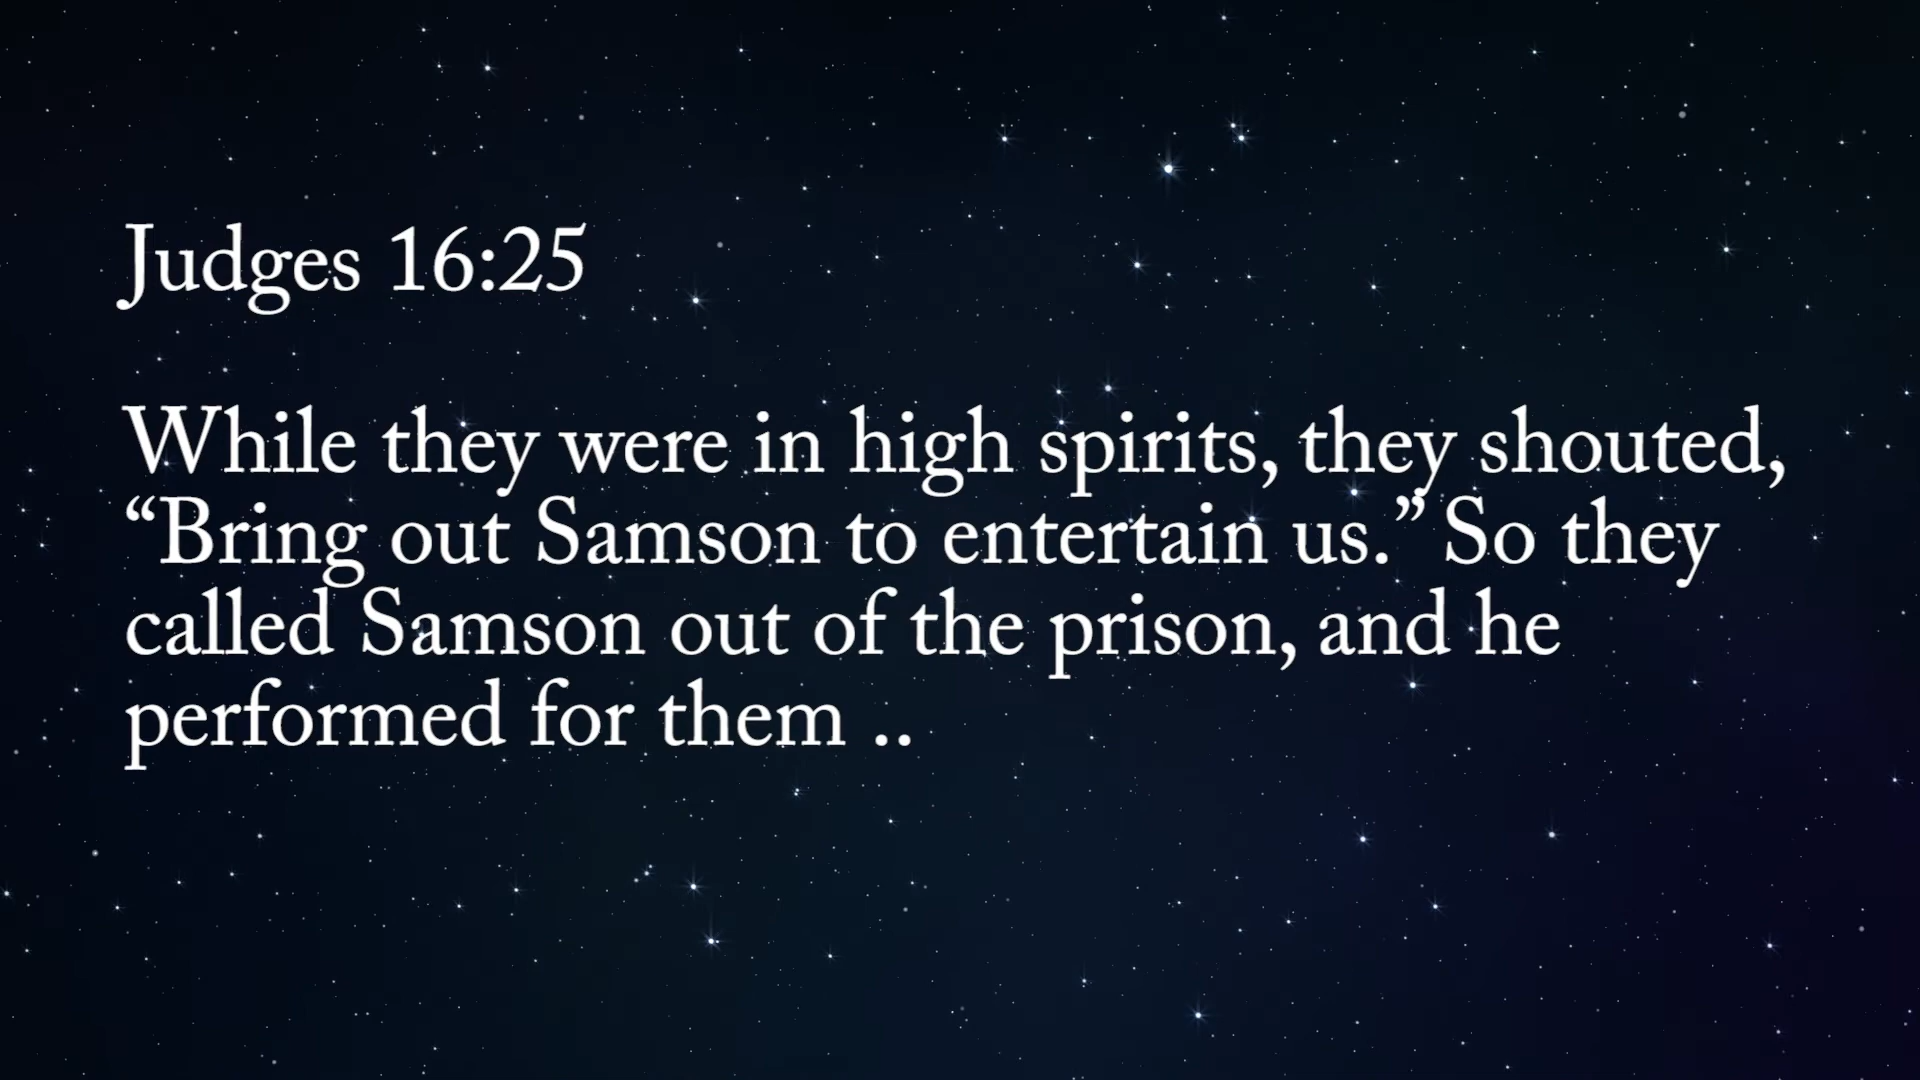 Judges 16:25
While they were in high spirits, they shouted,
“Bring out Samson to entertain us.” So they
called Samson out of the prison, and he
performed for them ..